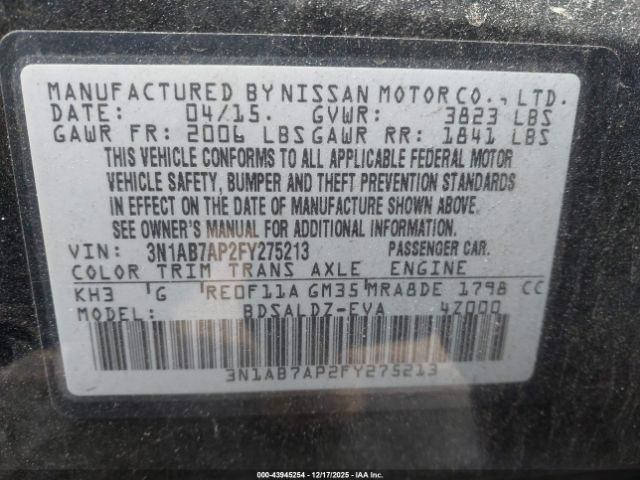 MANUFACTURED BY NISSAN MOTOR CO., LTD.
DATE: 04/15. GVWR: 3823 LBS
GAWR FR: 2006 LBS GAWR RR: 1841 LBS
THIS VEHICLE CONFORMS TO ALL APPLICABLE FEDERAL MOTOR
VEHICLE SAFETY, BUMPER AND THEFT PREVENTION STANDARDS
IN EFFECT ON THE DATE OF MANUFACTURE SHOWN ABOVE.
SEE OWNER'S MANUAL FOR ADDITIONAL INFORMATION.
VIN: 3N1AB7AP2FY275213 PASSENGER CAR.
COLOR TRIM TRANS AXLE ENGINE
KH3 G RE0F11A GM35 MRA8DE 1798 CC
MODEL: BDSALDZ-EVA 4Z000
3N1AB7AP2FY275213
000-43945254 | 12/17/2025 - IAA, Inc.